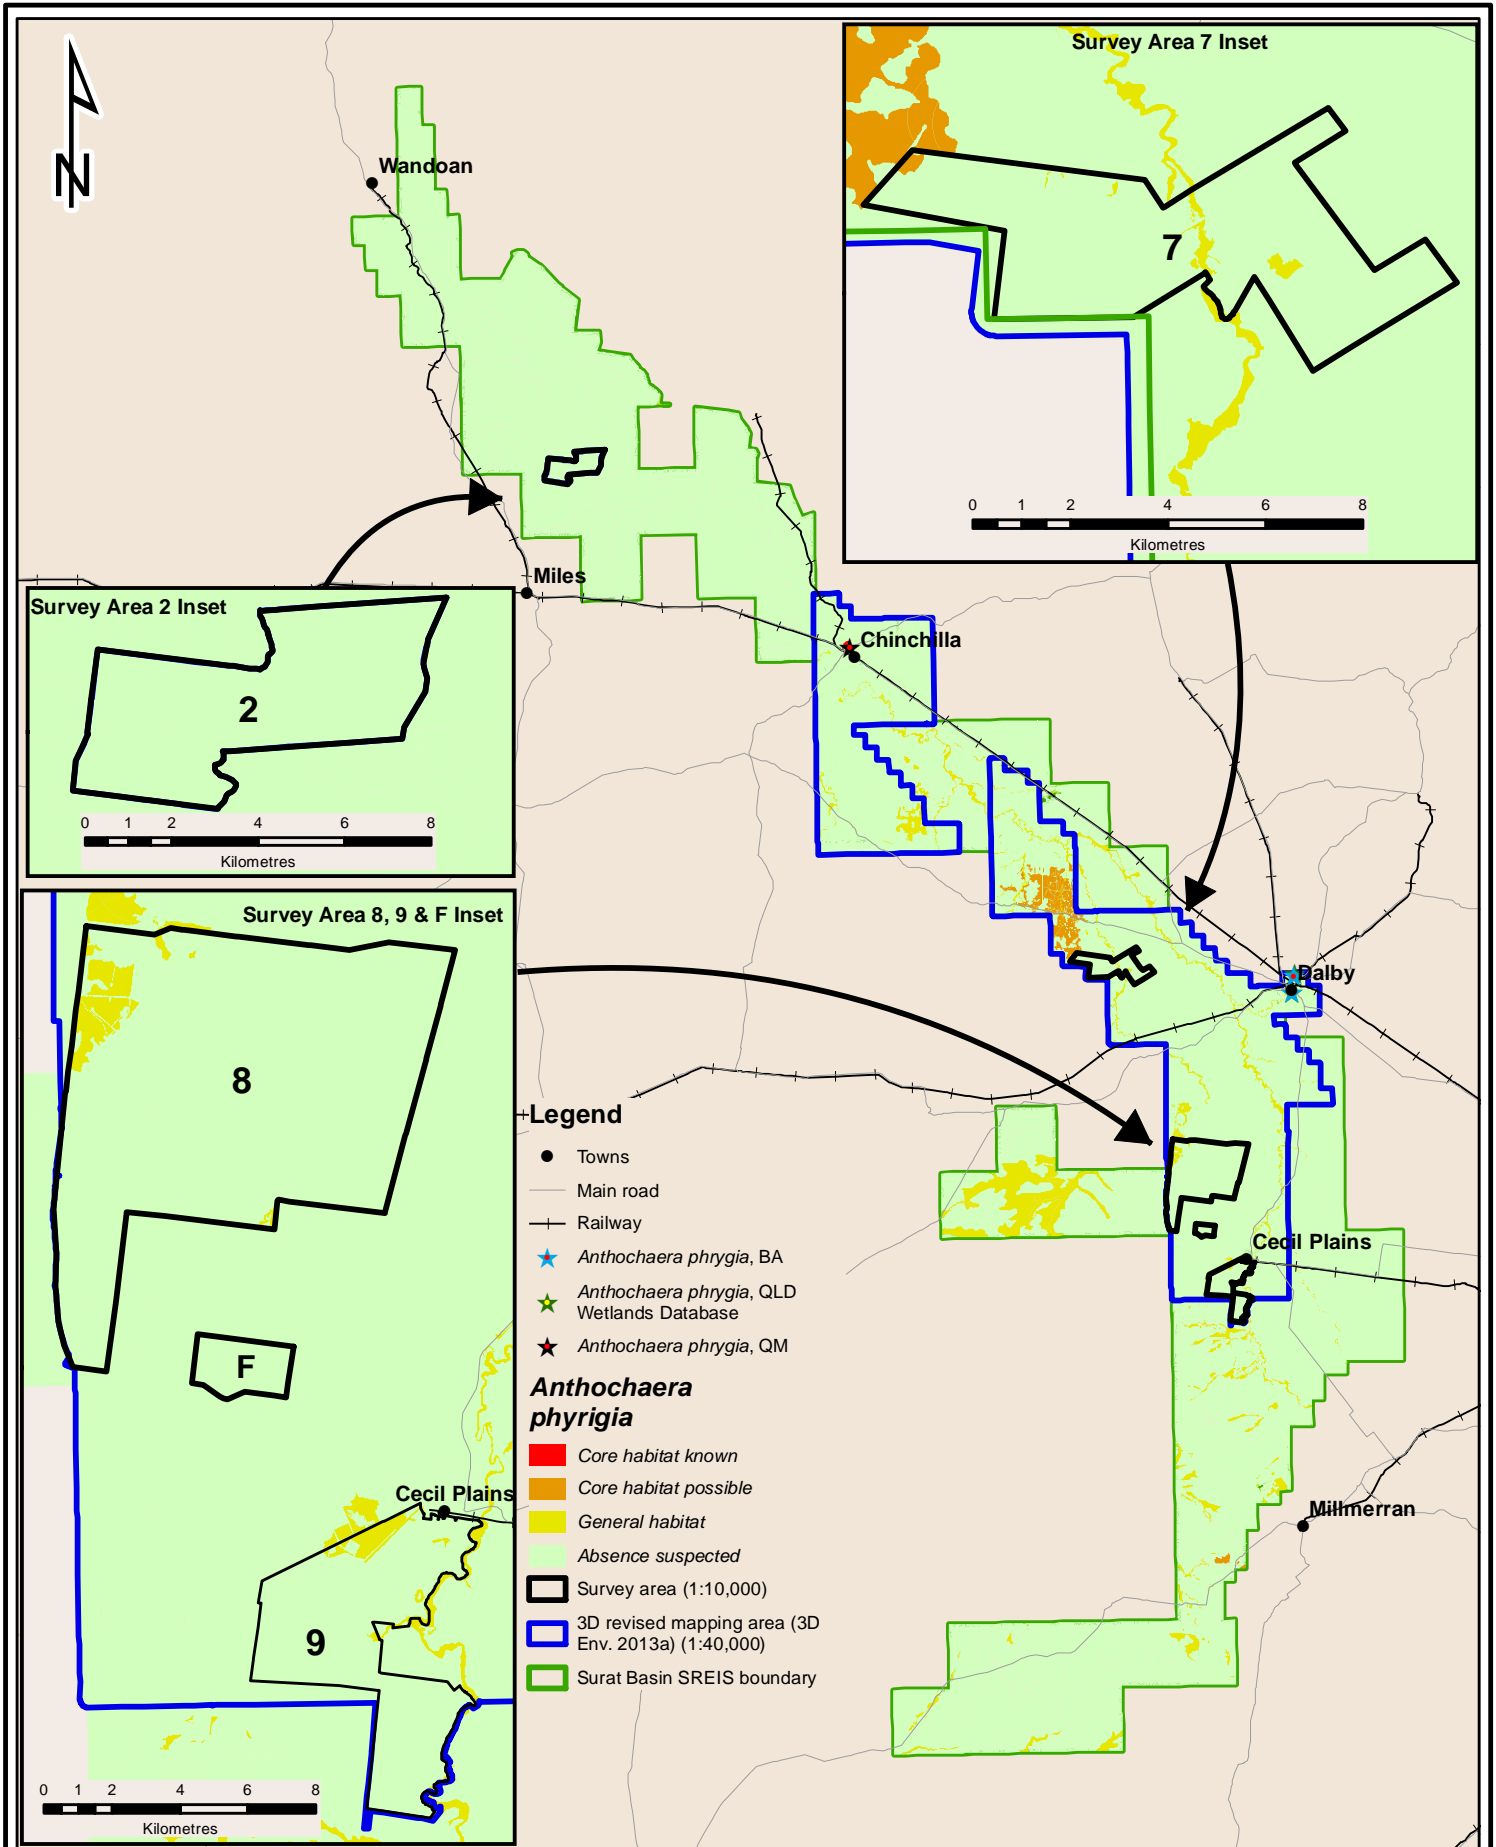 N
Wandoan
Miles
Chinchilla
Dalby
Cecil Plains
Millmerran
Survey Area 7 Inset
7
0 1 2 4 6 8
Kilometres
Survey Area 2 Inset
2
0 1 2 4 6 8
Kilometres
Survey Area 8, 9 & F Inset
8
F
Cecil Plains
9
0 1 2 4 6 8
Kilometres
Legend
Towns
Main road
Railway
Anthochaera phrygia, BA
Anthochaera phrygia, QLD
Wetlands Database
Anthochaera phrygia, QM
Anthochaera
phyrigia
Core habitat known
Core habitat possible
General habitat
Absence suspected
Survey area (1:10,000)
3D revised mapping area (3D
Env. 2013a) (1:40,000)
Surat Basin SREIS boundary